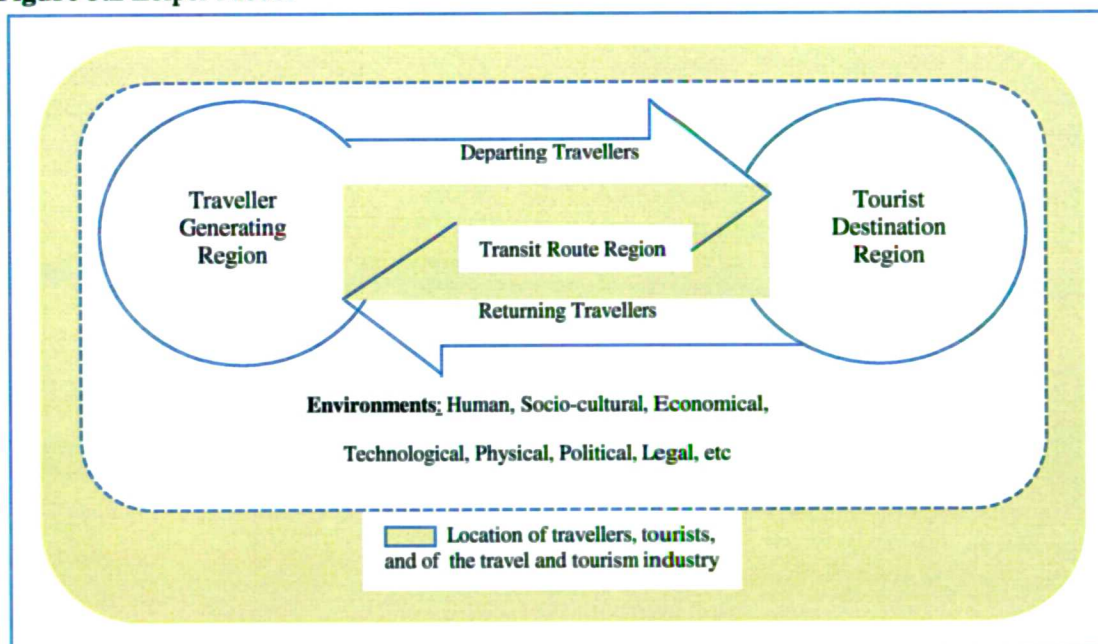 Departing Travellers
Traveller
Generating
Region
Tourist
Destination
Region
Transit Route Region
Returning Travellers
Environments: Human, Socio-cultural, Economical,
Technological, Physical, Political, Legal, etc
Location of travellers, tourists,
and of the travel and tourism industry